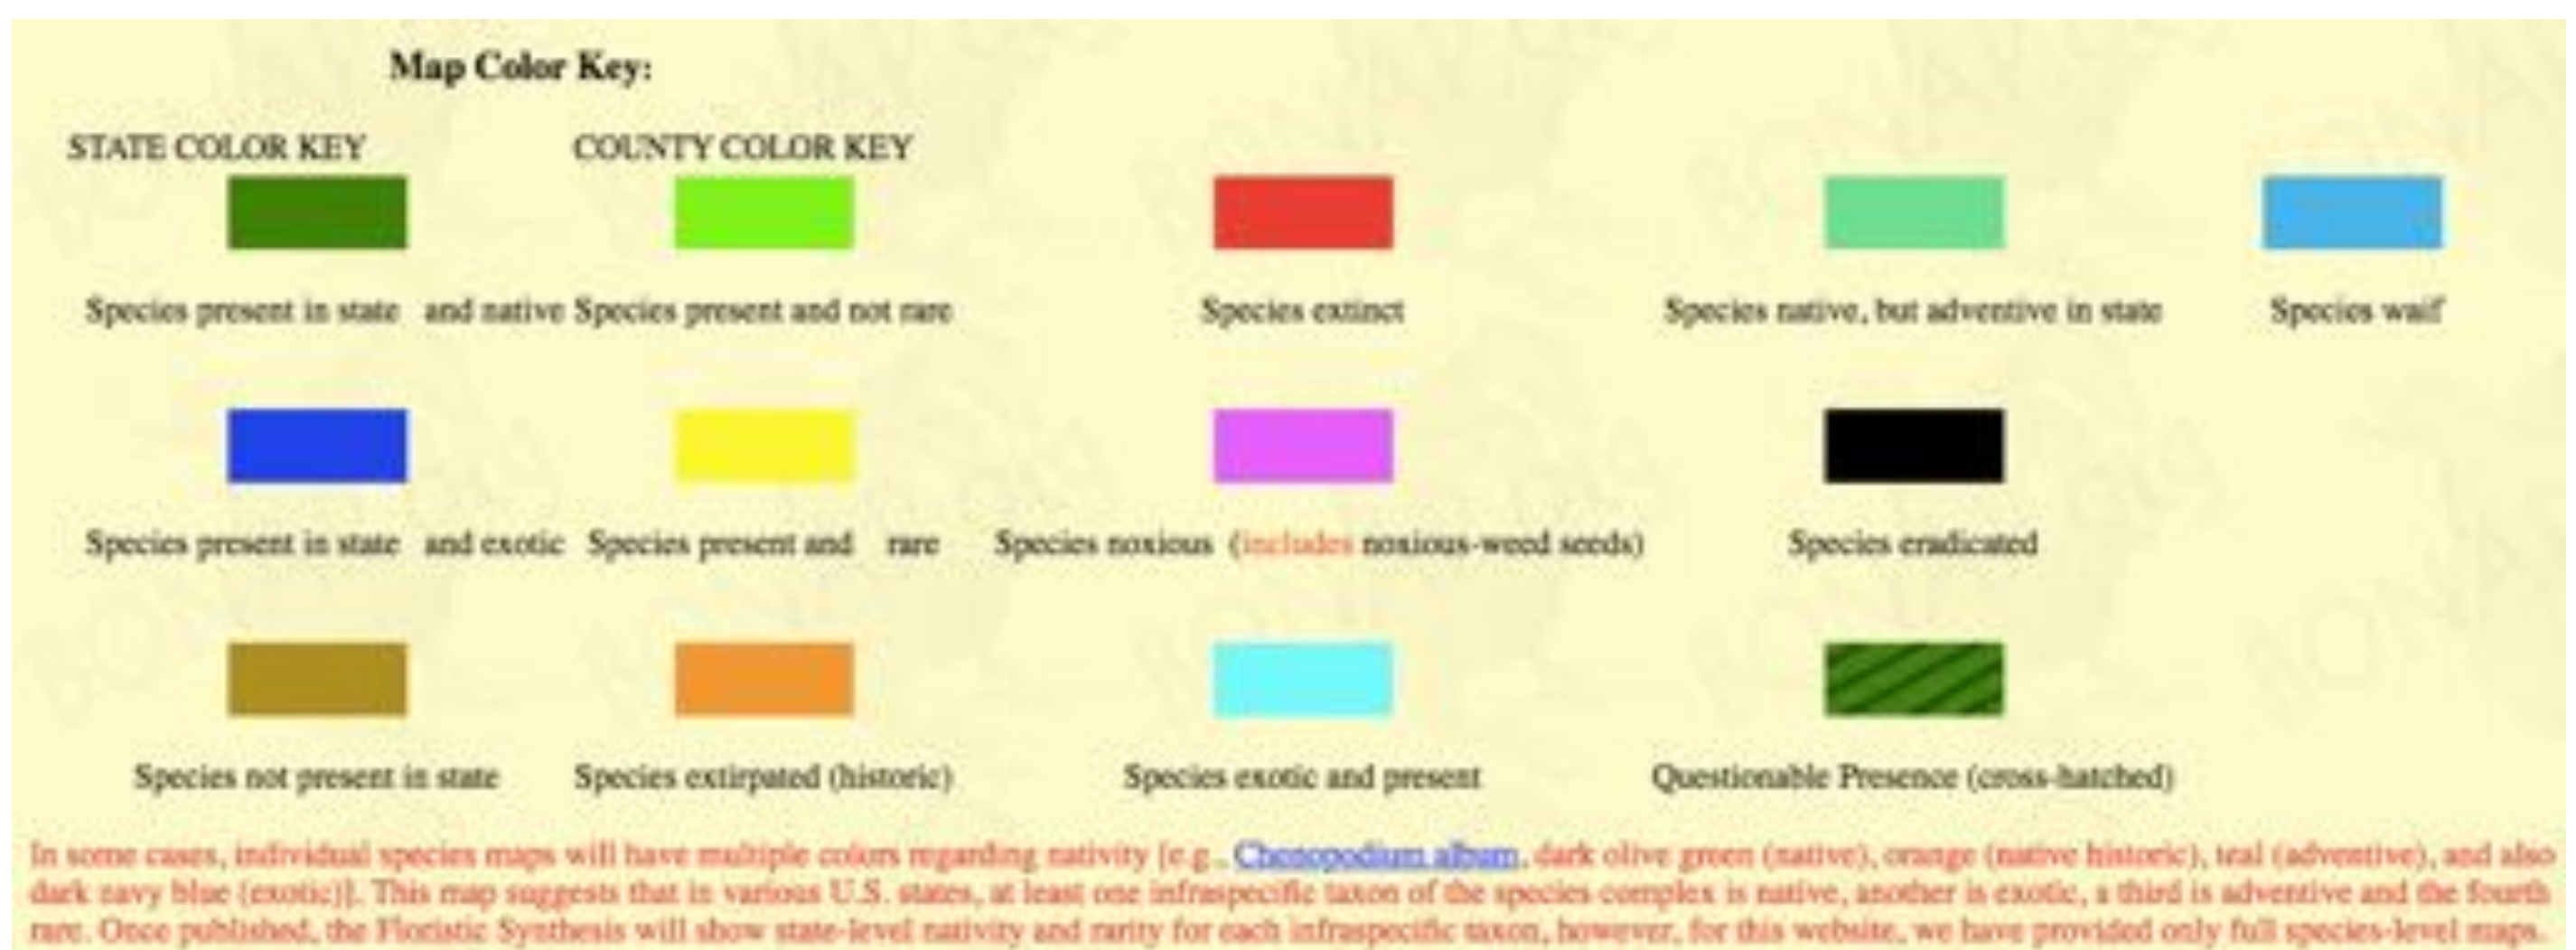 Map Color Key:
STATE COLOR KEY COUNTY COLOR KEY
Species present in state and native Species present and not rare Species extinct Species native, but adventive in state Species waif
Species present in state and exotic Species present and rare Species noxious (includes noxious-weed seeds) Species eradicated
Species not present in state Species extirpated (historic) Species exotic and present Questionable Presence (cross-hatched)
In some cases, individual species maps will have multiple colors regarding nativity [e.g., Chenopodium album, dark olive green (native), orange (native historic), teal (adventive), and also
dark navy blue (exotic)]. This map suggests that in various U.S. states, at least one infraspecific taxon of the species complex is native, another is exotic, a third is adventive and the fourth
rare. Once published, the Floristic Synthesis will show state-level nativity and rarity for each infraspecific taxon, however, for this website, we have provided only full species-level maps.